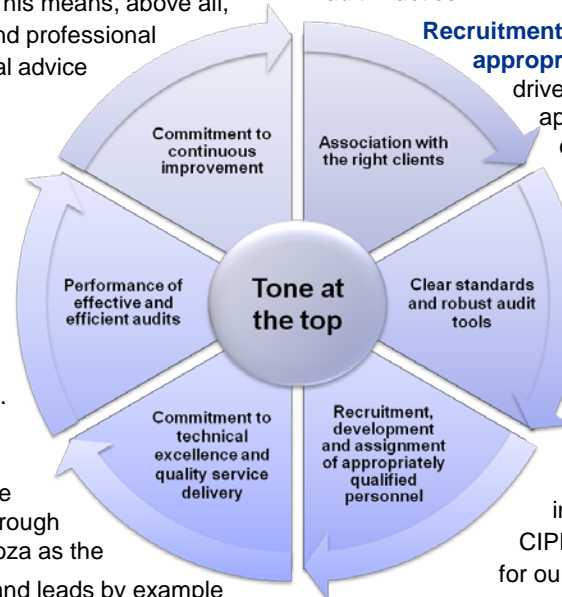 This means, above all,
nd professional
al advice
Recruitment
appropr
drive
ap
Commitment to
continuous
improvement
Association with
the right clients
Performance of
effective and
efficient audits
Tone at
the top
Clear standards
and robust audit
tools
Commitment to
technical
excellence and
quality service
delivery
Recruitment,
development
and assignment
of appropriately
qualified
personnel
.
e
rough
oza as the
and leads by example
in
CIP
for ou